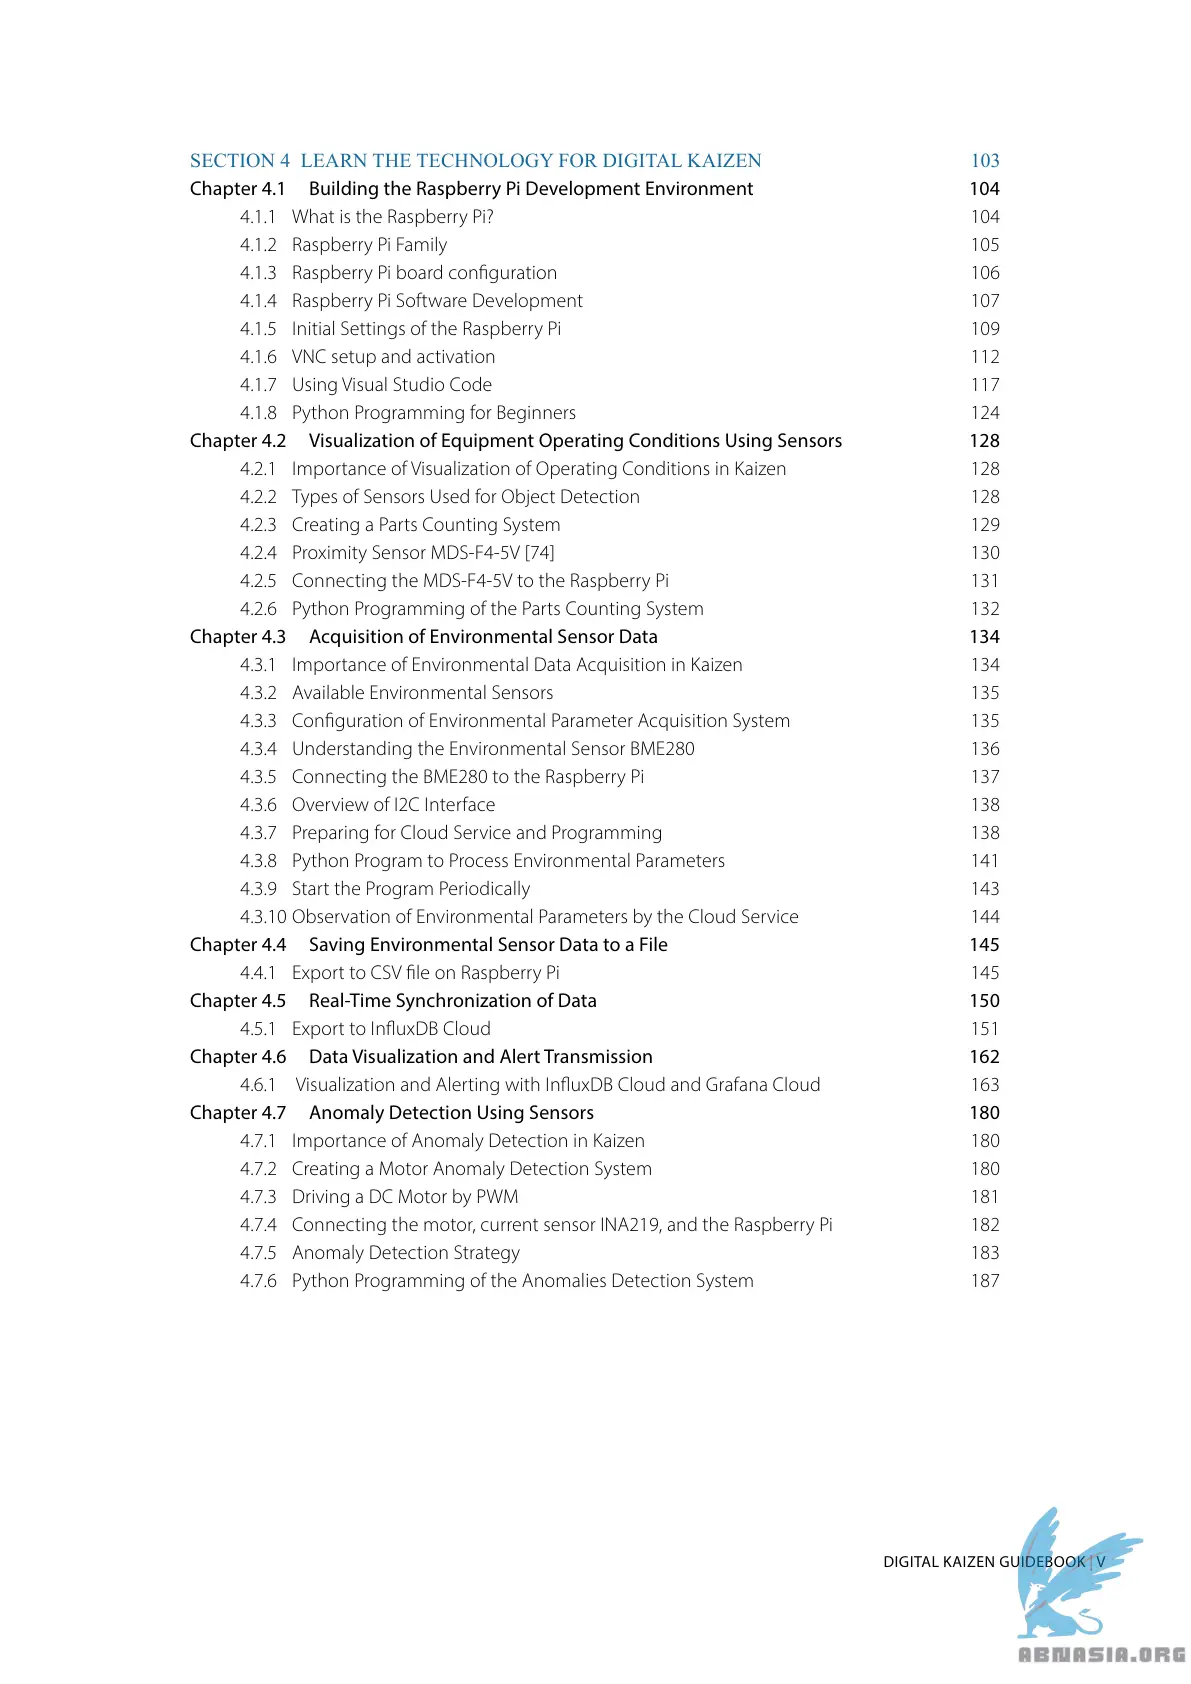 SECTION 4 LEARN THE TECHNOLOGY FOR DIGITAL KAIZEN 103
Chapter 4.1 Building the Raspberry Pi Development Environment 104
4.1.1 What is the Raspberry Pi? 104
4.1.2 Raspberry Pi Family 105
4.1.3 Raspberry Pi board configuration 106
4.1.4 Raspberry Pi Software Development 107
4.1.5 Initial Settings of the Raspberry Pi 109
4.1.6 VNC setup and activation 112
4.1.7 Using Visual Studio Code 117
4.1.8 Python Programming for Beginners 124
Chapter 4.2 Visualization of Equipment Operating Conditions Using Sensors 128
4.2.1 Importance of Visualization of Operating Conditions in Kaizen 128
4.2.2 Types of Sensors Used for Object Detection 128
4.2.3 Creating a Parts Counting System 129
4.2.4 Proximity Sensor MDS-F4-5V [74] 130
4.2.5 Connecting the MDS-F4-5V to the Raspberry Pi 131
4.2.6 Python Programming of the Parts Counting System 132
Chapter 4.3 Acquisition of Environmental Sensor Data 134
4.3.1 Importance of Environmental Data Acquisition in Kaizen 134
4.3.2 Available Environmental Sensors 135
4.3.3 Configuration of Environmental Parameter Acquisition System 135
4.3.4 Understanding the Environmental Sensor BME280 136
4.3.5 Connecting the BME280 to the Raspberry Pi 137
4.3.6 Overview of I2C Interface 138
4.3.7 Preparing for Cloud Service and Programming 138
4.3.8 Python Program to Process Environmental Parameters 141
4.3.9 Start the Program Periodically 143
4.3.10 Observation of Environmental Parameters by the Cloud Service 144
Chapter 4.4 Saving Environmental Sensor Data to a File 145
4.4.1 Export to CSV file on Raspberry Pi 145
Chapter 4.5 Real-Time Synchronization of Data 150
4.5.1 Export to InfluxDB Cloud 151
Chapter 4.6 Data Visualization and Alert Transmission 162
4.6.1 Visualization and Alerting with InfluxDB Cloud and Grafana Cloud 163
Chapter 4.7 Anomaly Detection Using Sensors 180
4.7.1 Importance of Anomaly Detection in Kaizen 180
4.7.2 Creating a Motor Anomaly Detection System 180
4.7.3 Driving a DC Motor by PWM 181
4.7.4 Connecting the motor, current sensor INA219, and the Raspberry Pi 182
4.7.5 Anomaly Detection Strategy 183
4.7.6 Python Programming of the Anomalies Detection System 187
DIGITAL KAIZEN GUIDEBOOK | V
ABNASIA.ORG